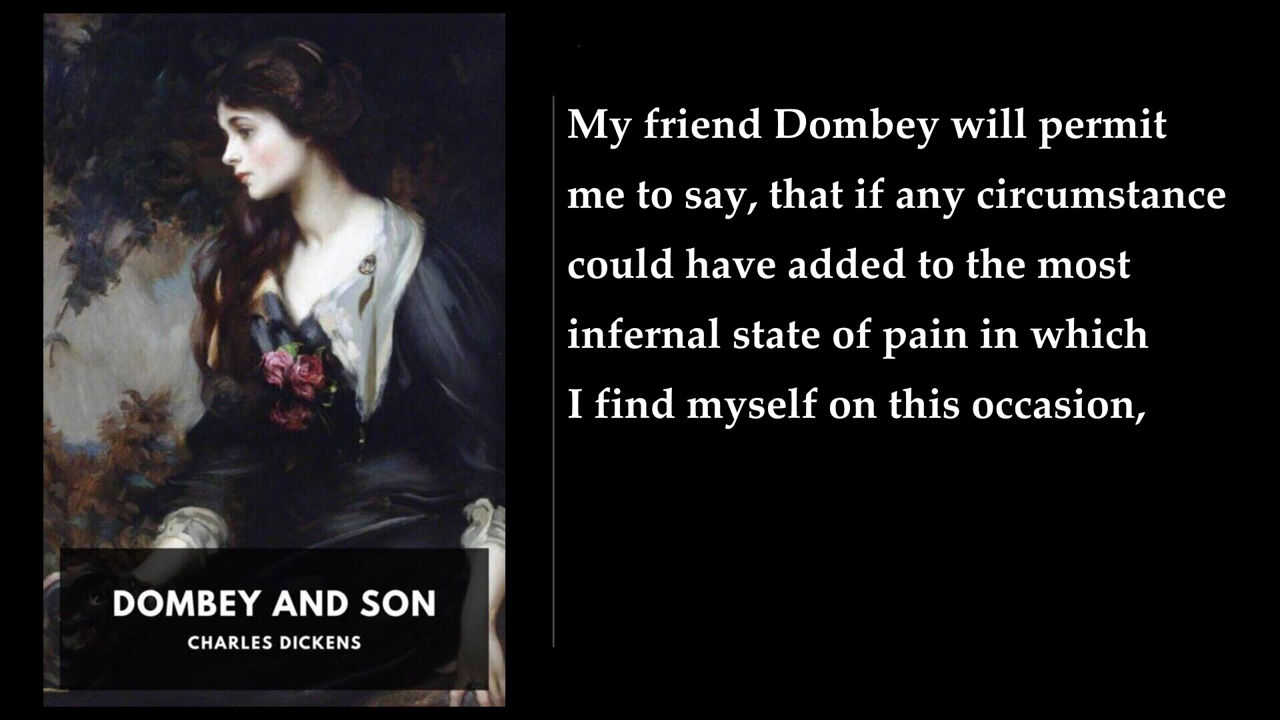 DOMBEY AND SON
CHARLES DICKENS
My friend Dombey will permit
me to say, that if any circumstance
could have added to the most
infernal state of pain in which
I find myself on this occasion,